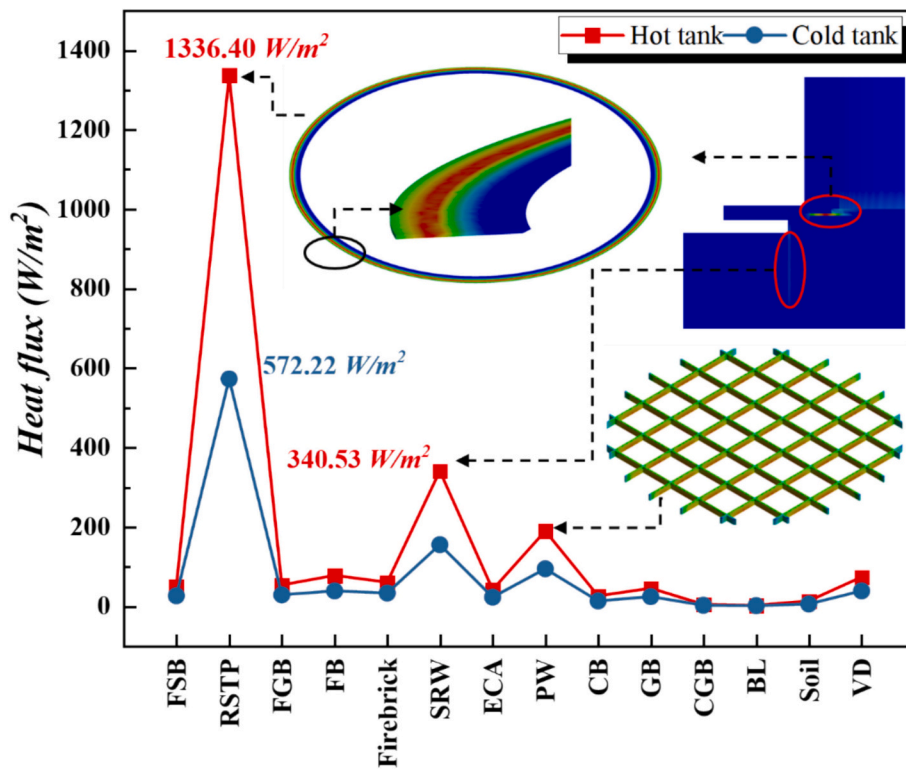 Hot tank
Cold tank
1336.40 W/m²
572.22 W/m²
340.53 W/m²
Heat flux (W/m²)
1400
1200
1000
800
600
400
200
0
FSB
RSTP
FGB
FB
Firebrick
SRW
ECA
PW
CB
GB
CGB
BL
Soil
VD